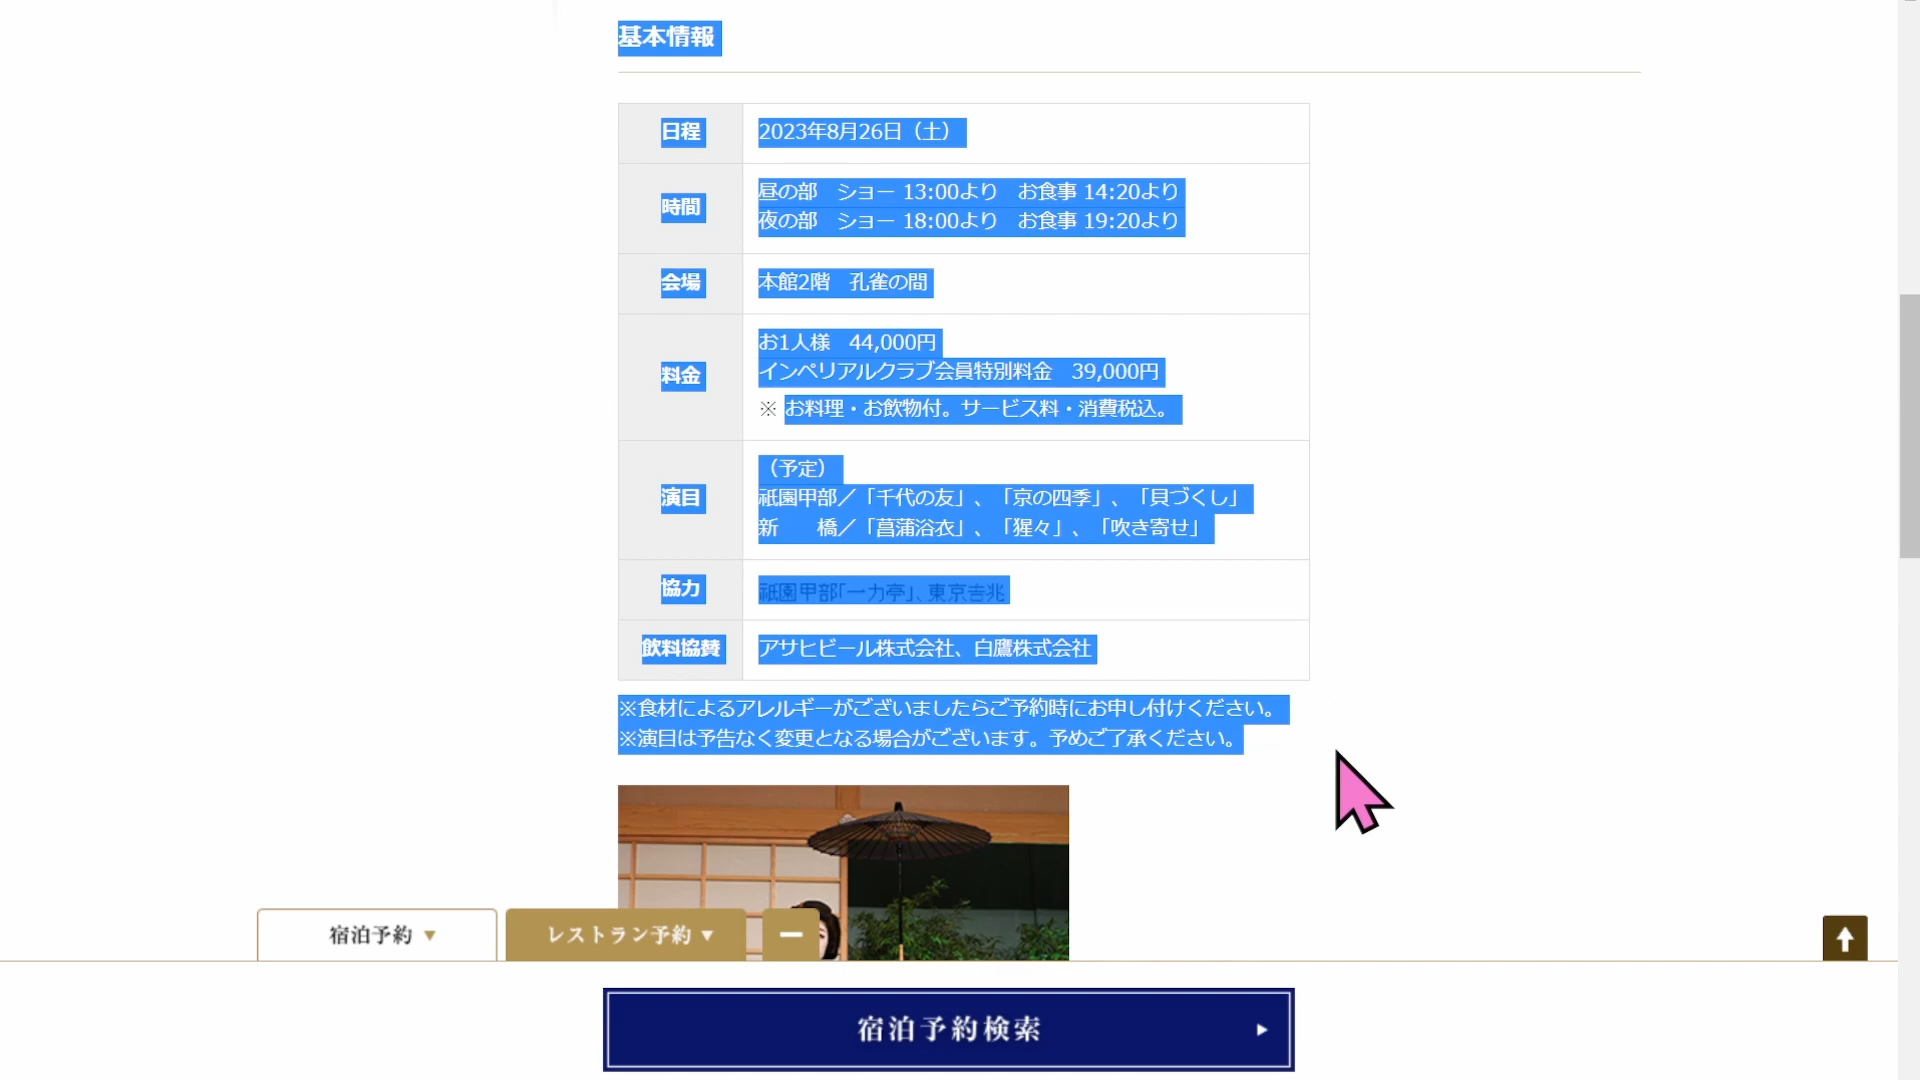 基本情報
日程 2023年8月26日（土）
時間 昼の部　ショー 13:00より　お食事 14:20より
夜の部　ショー 18:00より　お食事 19:20より
会場 本館2階　孔雀の間
料金 お1人様　44,000円
インペリアルクラブ会員特別料金　39,000円
※ お料理・お飲物付。サービス料・消費税込。
演目 （予定）
祇園甲部／「千代の友」、「京の四季」、「貝づくし」
新　　橋／「菖蒲浴衣」、「猩々」、「吹き寄せ」
協力 祇園甲部「一力亭」、東京𠮷兆
飲料協賛 アサヒビール株式会社、白鷹株式会社
※食材によるアレルギーがございましたらご予約時にお申し付けください。
※演目は予告なく変更となる場合がございます。予めご了承ください。
宿泊予約 ▼
レストラン予約 ▼
宿泊予約検索